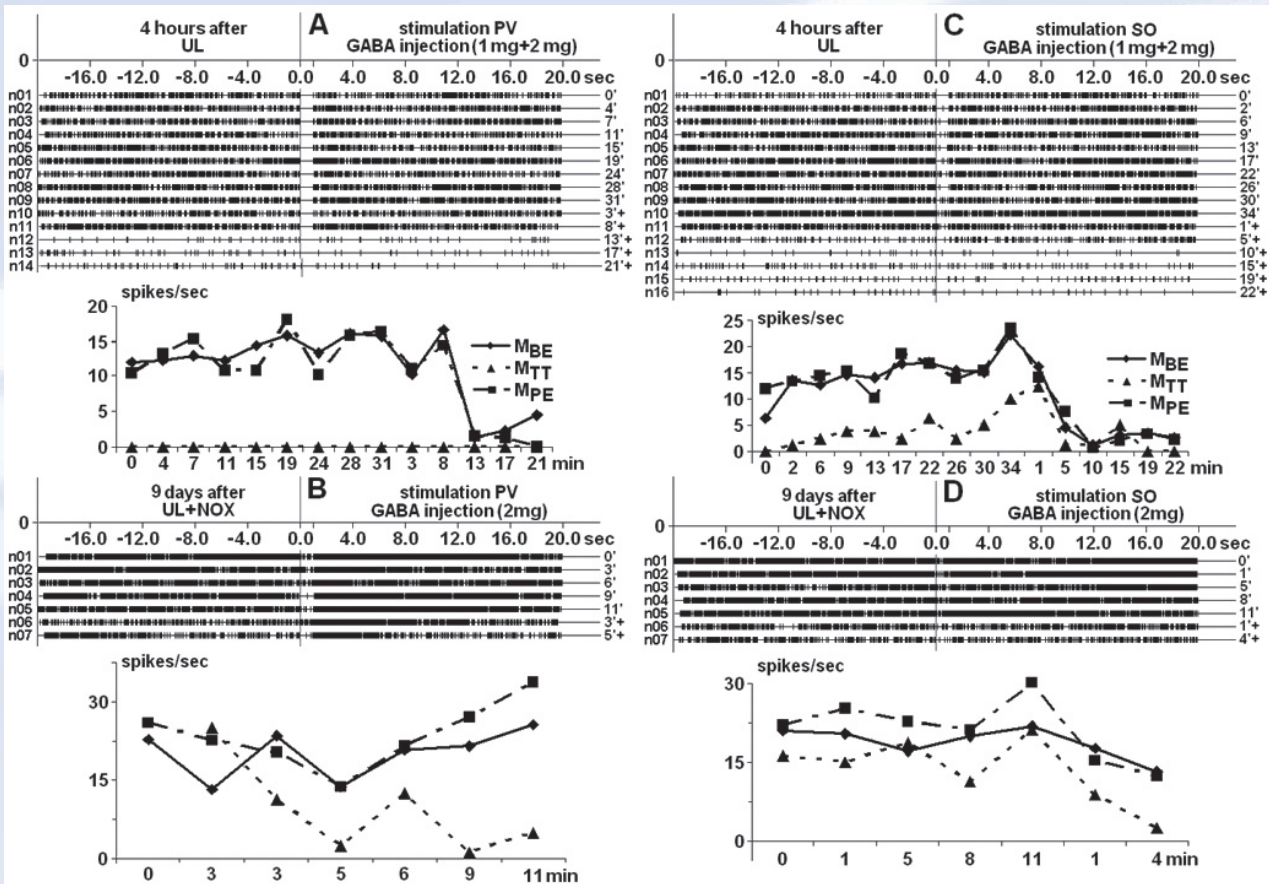 4 hours after
UL
A
stimulation PV
GABA injection (1 mg+2 mg)
0
-16.0 -12.0 -8.0 -4.0 0.0 4.0 8.0 12.0 16.0 20.0 sec
n01 0'
n02 4'
n03 7'
n04 11'
n05 15'
n06 19'
n07 24'
n08 28'
n09 31'
n10 3'+
n11 8'+
n12 13'+
n13 17'+
n14 21'+
spikes/sec
20
15
10
5
0
MBE
MTT
MPE
0 4 7 11 15 19 24 28 31 3 8 13 17 21 min
9 days after
UL+NOX
B
stimulation PV
GABA injection (2mg)
0
-16.0 -12.0 -8.0 -4.0 0.0 4.0 8.0 12.0 16.0 20.0 sec
n01 0'
n02 3'
n03 6'
n04 9'
n05 11'
n06 3'+
n07 5'+
spikes/sec
30
15
0
0 3 3 5 6 9 11 min
4 hours after
UL
C
stimulation SO
GABA injection (1 mg+2 mg)
0
-16.0 -12.0 -8.0 -4.0 0.0 4.0 8.0 12.0 16.0 20.0 sec
n01 0'
n02 2'
n03 6'
n04 9'
n05 13'
n06 17'
n07 22'
n08 26'
n09 30'
n10 34'
n11 1'+
n12 5'+
n13 10'+
n14 15'+
n15 19'+
n16 22'+
spikes/sec
25
20
15
10
5
0
MBE
MTT
MPE
0 2 6 9 13 17 22 26 30 34 1 5 10 15 19 22 min
9 days after
UL+NOX
D
stimulation SO
GABA injection (2mg)
0
-16.0 -12.0 -8.0 -4.0 0.0 4.0 8.0 12.0 16.0 20.0 sec
n01 0'
n02 1'
n03 5'
n04 8'
n05 11'
n06 1'+
n07 4'+
spikes/sec
30
15
0
0 1 5 8 11 1 4 min